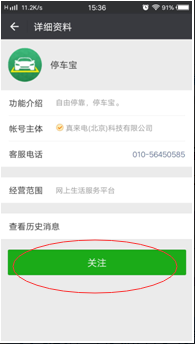 11.2K/s 15:36 91%
详细资料
停车宝
功能介绍 自由停靠，停车宝。
帐号主体 真来电(北京)科技有限公司
客服电话 010-56450585
经营范围 网上生活服务平台
查看历史消息
关注